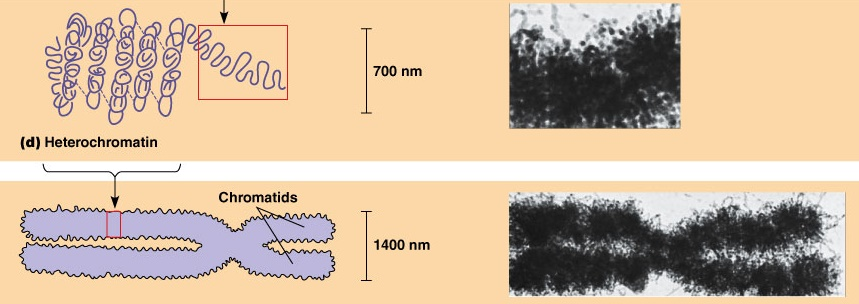 700 nm
(d) Heterochromatin
Chromatids
1400 nm